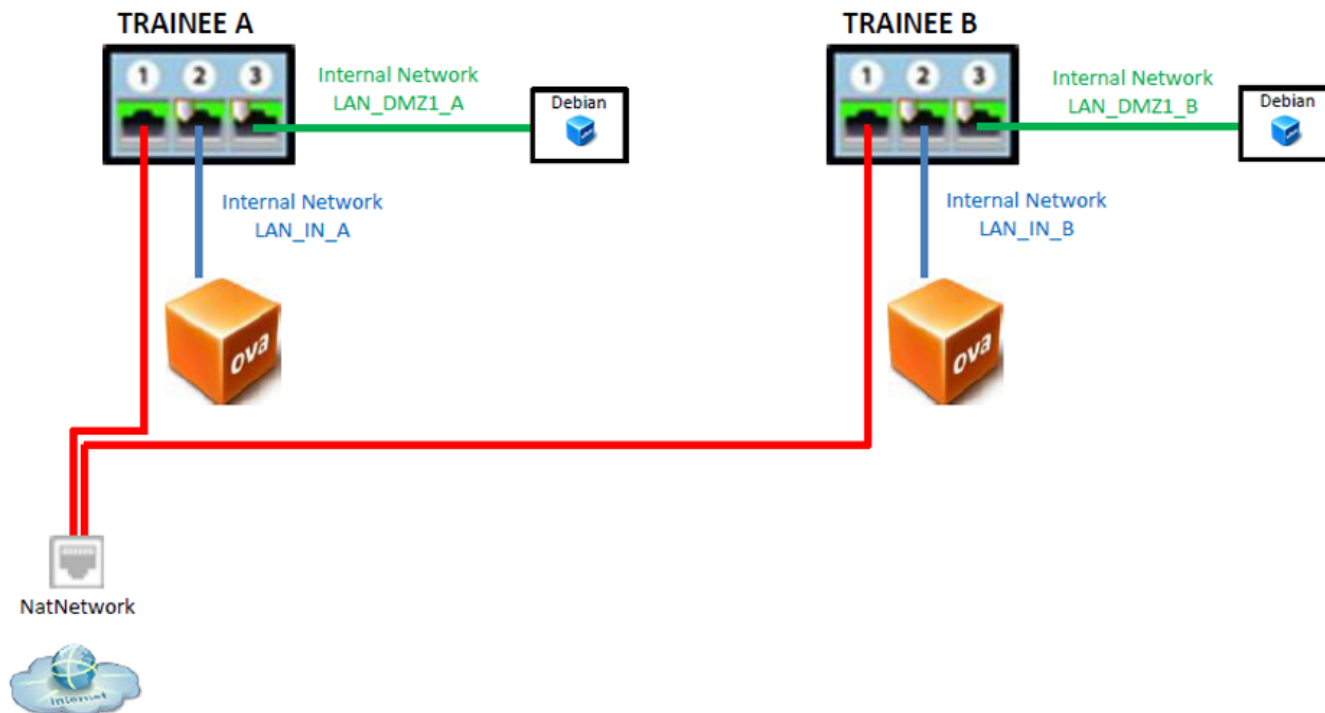 TRAINEE A
1 2 3
Internal Network
LAN_DMZ1_A
Debian
Internal Network
LAN_IN_A
ova
TRAINEE B
1 2 3
Internal Network
LAN_DMZ1_B
Debian
Internal Network
LAN_IN_B
ova
NatNetwork
Internet